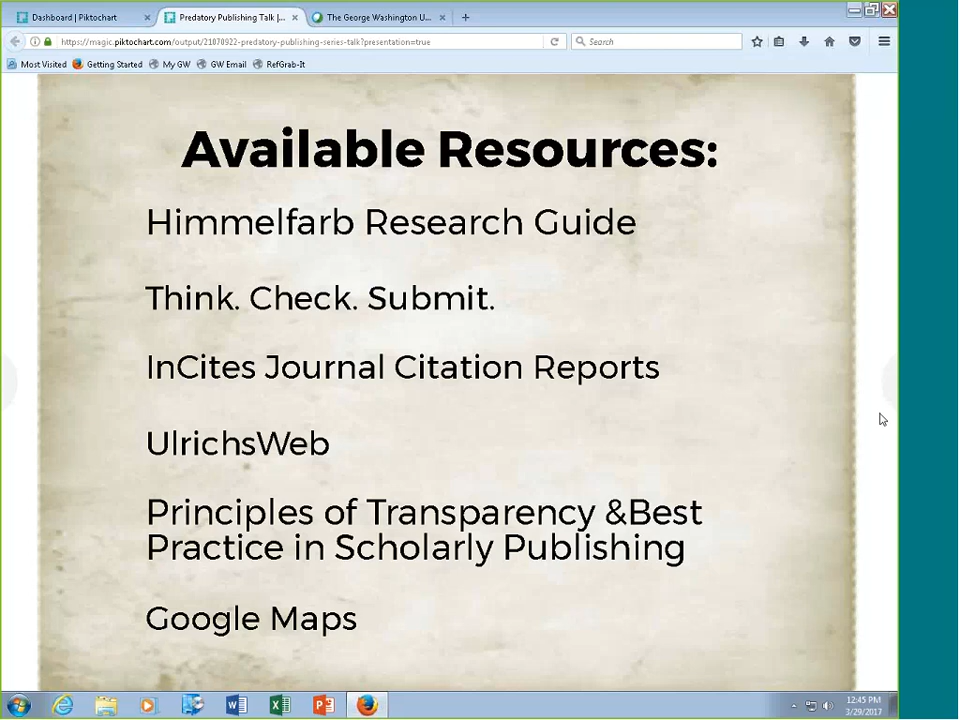 Dashboard | Piktochart
Predatory Publishing Talk |...
The George Washington U...
https://magic.piktochart.com/output/21870922-predatory-publishing-series-talk?presentation=true
Search
Most Visited
Getting Started
My GW
GW Email
RefGrab-It
Available Resources:
Himmelfarb Research Guide
Think. Check. Submit.
InCites Journal Citation Reports
UlrichsWeb
Principles of Transparency &Best
Practice in Scholarly Publishing
Google Maps
12:45 PM
3/29/2017